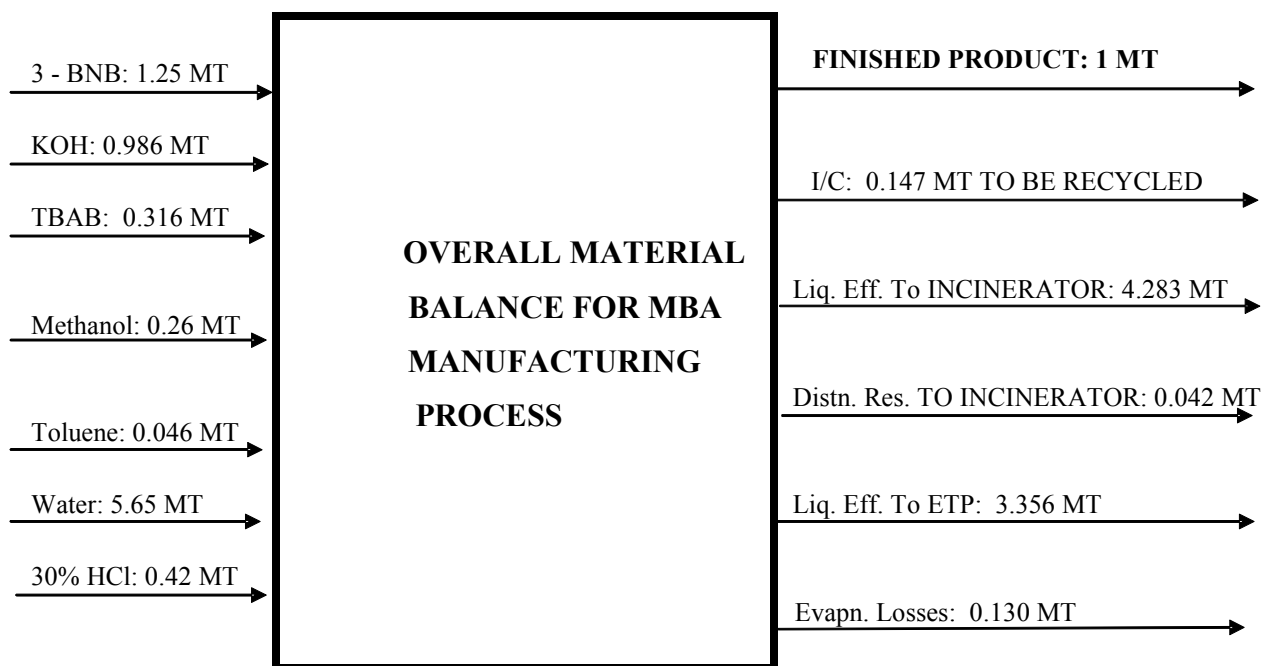 3 - BNB: 1.25 MT
KOH: 0.986 MT
TBAB: 0.316 MT
Methanol: 0.26 MT
Toluene: 0.046 MT
Water: 5.65 MT
30% HCl: 0.42 MT
OVERALL MATERIAL
BALANCE FOR MBA
MANUFACTURING
PROCESS
FINISHED PRODUCT: 1 MT
I/C: 0.147 MT TO BE RECYCLED
Liq. Eff. To INCINERATOR: 4.283 MT
Distn. Res. TO INCINERATOR: 0.042 MT
Liq. Eff. To ETP: 3.356 MT
Evapn. Losses: 0.130 MT